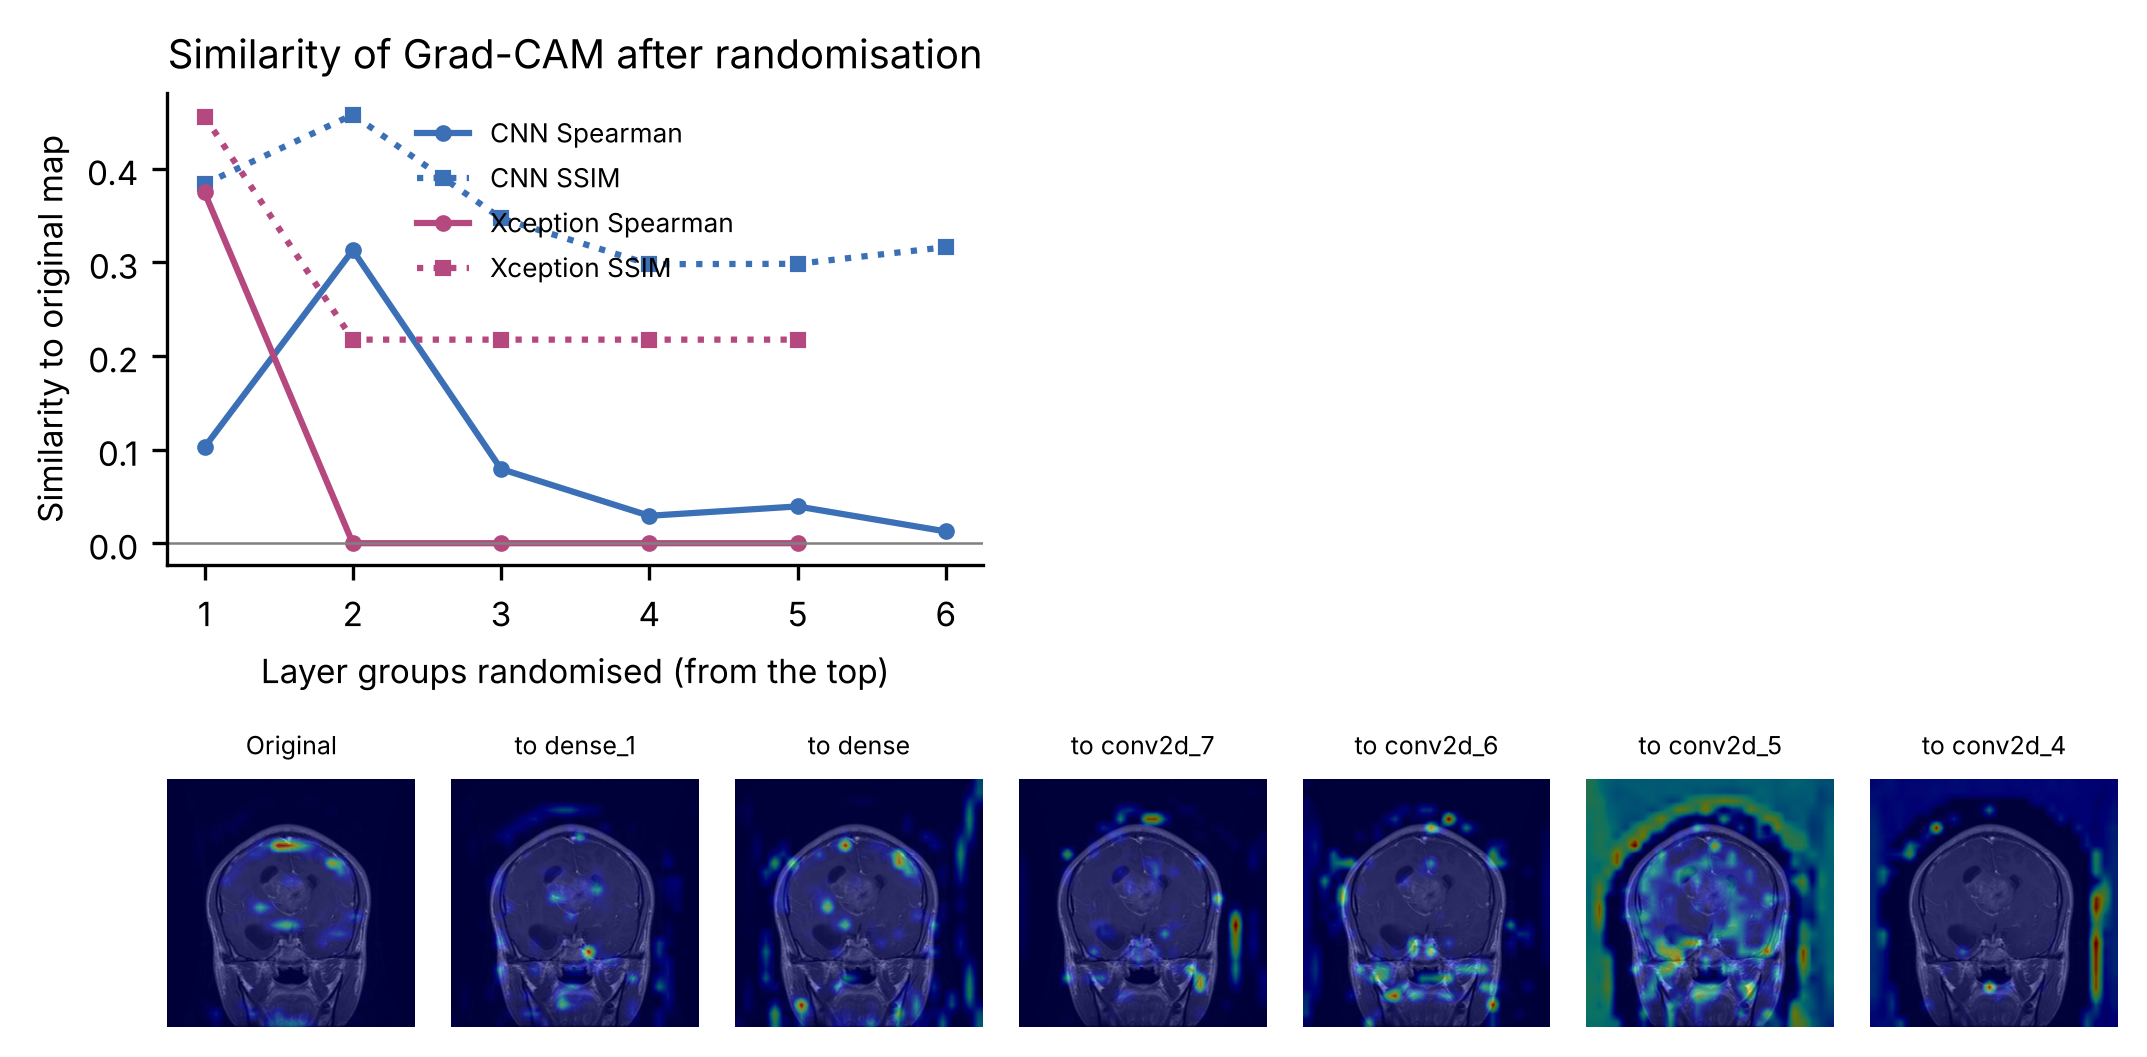 Similarity of Grad-CAM after randomisation
Similarity to original map
0.4
0.3
0.2
0.1
0.0
CNN Spearman
CNN SSIM
Xception Spearman
Xception SSIM
1 2 3 4 5 6
Layer groups randomised (from the top)
Original to dense_1 to dense to conv2d_7 to conv2d_6 to conv2d_5 to conv2d_4